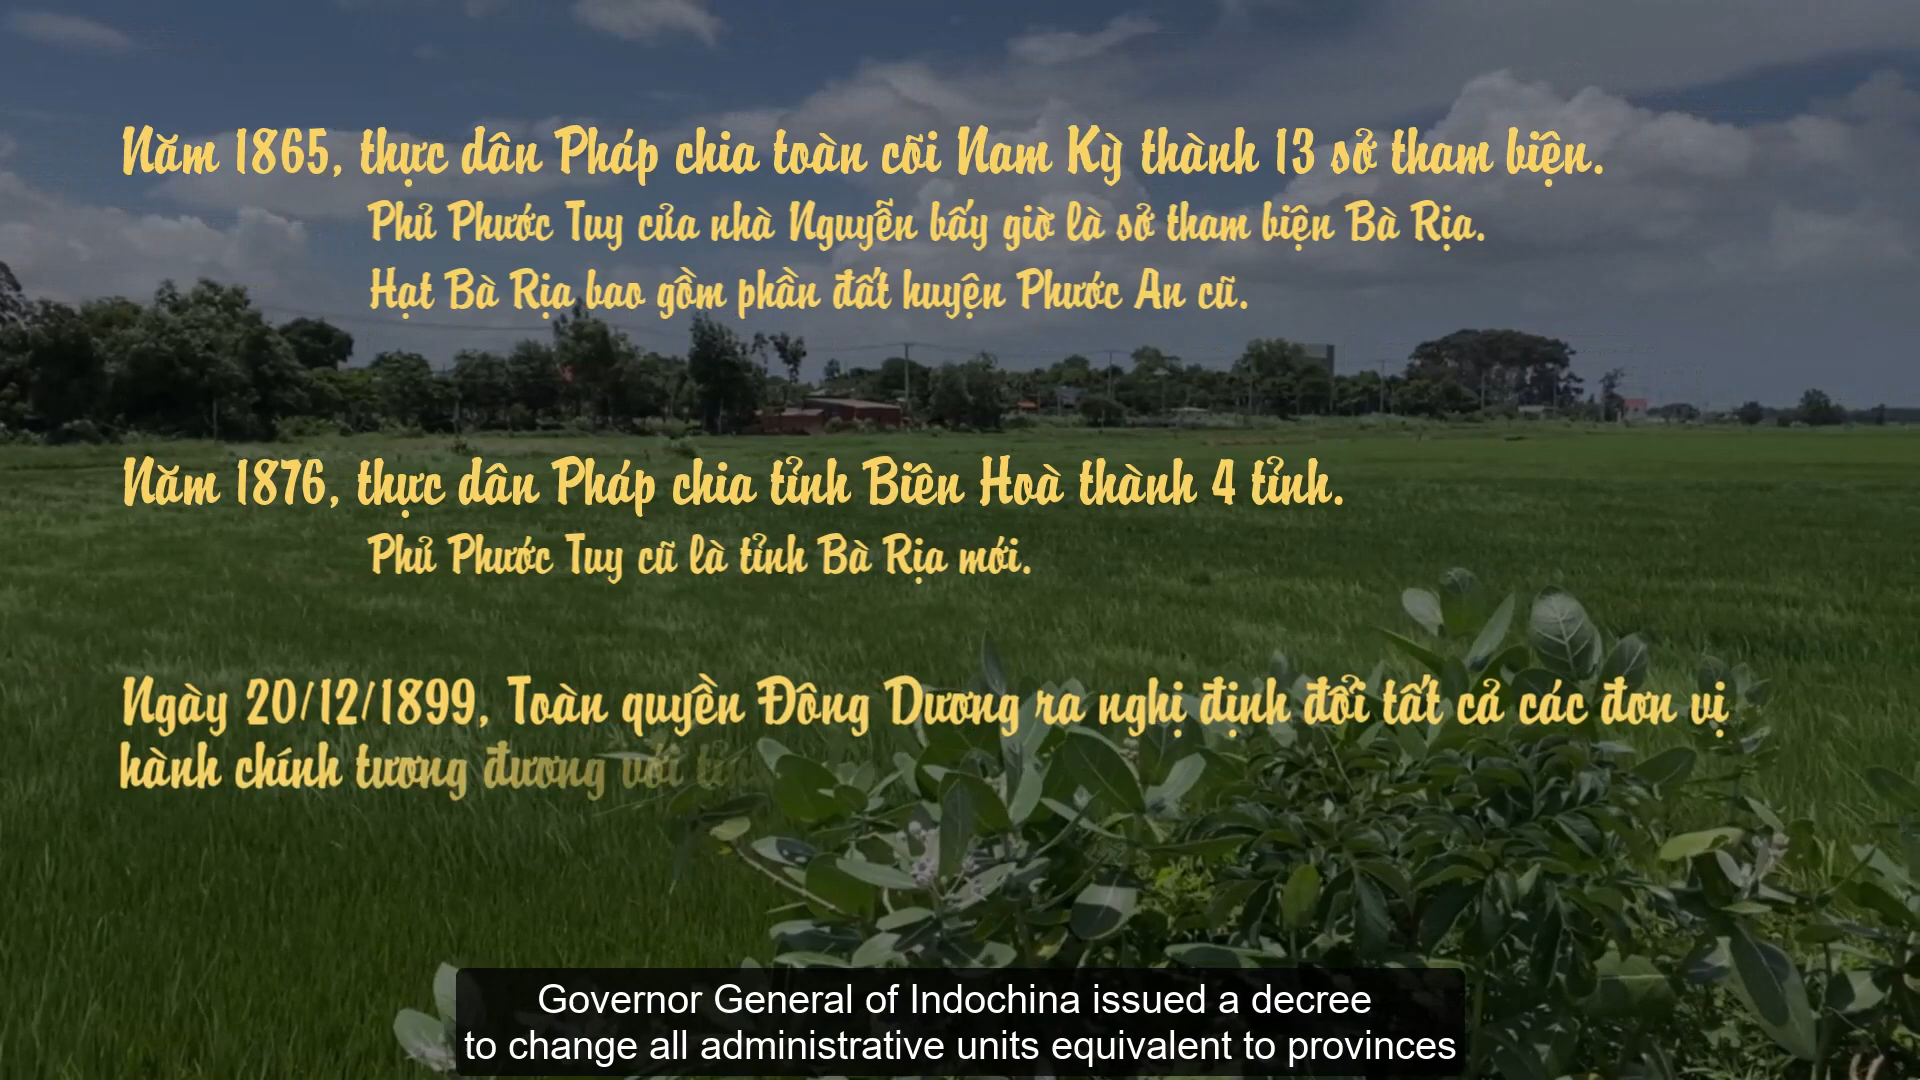 Năm 1865, thực dân Pháp chia toàn cõi Nam Kỳ thành 13 sở tham biện.
Phủ Phước Tuy của nhà Nguyễn bấy giờ là sở tham biện Bà Rịa.
Hạt Bà Rịa bao gồm phần đất huyện Phước An cũ.
Năm 1876, thực dân Pháp chia tỉnh Biên Hoà thành 4 tỉnh.
Phủ Phước Tuy cũ là tỉnh Bà Rịa mới.
Ngày 20/12/1899, Toàn quyền Đông Dương ra nghị định đổi tất cả các đơn vị
hành chính tương đương với
Governor General of Indochina issued a decree
to change all administrative units equivalent to provinces